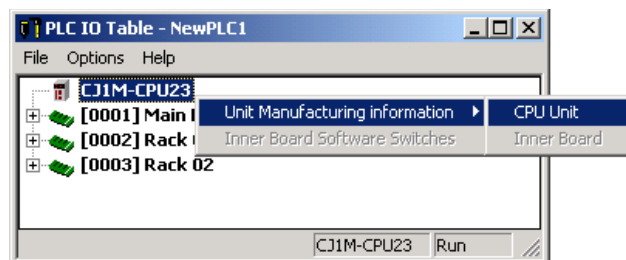 PLC IO Table - NewPLC1
File Options Help
CJ1M-CPU23
[0001] Main
Unit Manufacturing information
CPU Unit
[0002] Rack
Inner Board Software Switches
Inner Board
[0003] Rack 02
CJ1M-CPU23 Run